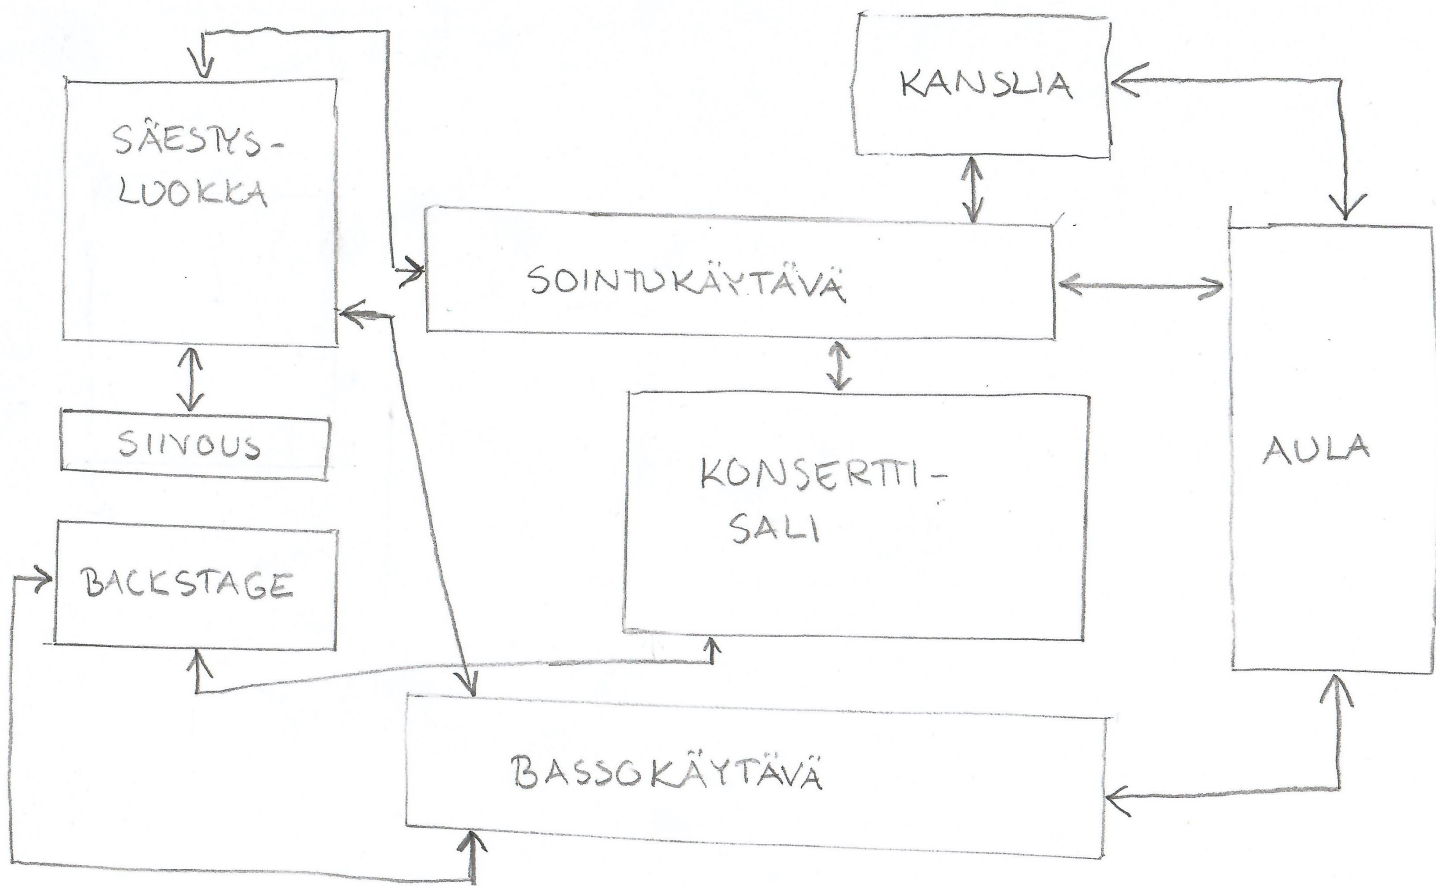 KANSLIA
SÄESTYS-
LUOKKA
SOINTUKÄYTÄVÄ
SIIVOUS
KONSERTTI-
SALI
AULA
BACKSTAGE
BASSOKÄYTÄVÄ